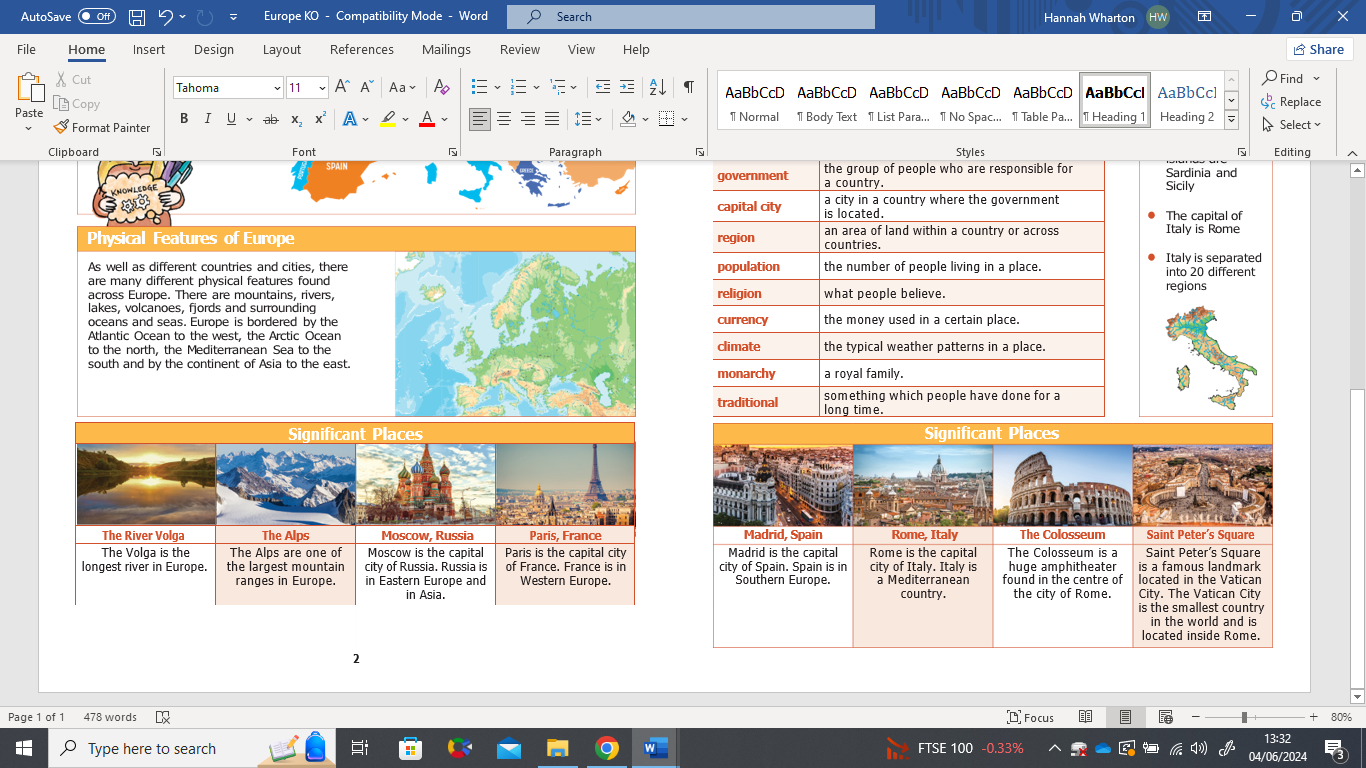 AutoSave Off
Europe KO - Compatibility Mode - Word
Search
Hannah Wharton HW
File Home Insert Design Layout References Mailings Review View Help
Share
Paste
Cut
Copy
Format Painter
Clipboard
Tahoma 11
Aa
B I U ab x₂ x²
A A
Font
Paragraph
AaBbCcD AaBbCcD AaBbCcD AaBbCcD AaBbCcD AaBbCcI AaBbCcI
¶ Normal ¶ Body Text ¶ List Para... ¶ No Spac... ¶ Table Pa... ¶ Heading 1 Heading 2
Styles
Find
Replace
Select
Editing
KNOWLEDGE
SPAIN
GREECE
Physical Features of Europe
As well as different countries and cities, there
are many different physical features found
across Europe. There are mountains, rivers,
lakes, volcanoes, fjords and surrounding
oceans and seas. Europe is bordered by the
Atlantic Ocean to the west, the Arctic Ocean
to the north, the Mediterranean Sea to the
south and by the continent of Asia to the east.
Significant Places
The River Volga
The Volga is the
longest river in Europe.
The Alps
The Alps are one of
the largest mountain
ranges in Europe.
Moscow, Russia
Moscow is the capital
city of Russia. Russia is
in Eastern Europe and
in Asia.
Paris, France
Paris is the capital city
of France. France is in
Western Europe.
2
government
the group of people who are responsible for
a country.
capital city
a city in a country where the government
is located.
region
an area of land within a country or across
countries.
population
the number of people living in a place.
religion
what people believe.
currency
the money used in a certain place.
climate
the typical weather patterns in a place.
monarchy
a royal family.
traditional
something which people have done for a
long time.
islands are
Sardinia and
Sicily
• The capital of
Italy is Rome
• Italy is separated
into 20 different
regions
Significant Places
Madrid, Spain
Madrid is the capital
city of Spain. Spain is in
Southern Europe.
Rome, Italy
Rome is the capital
city of Italy. Italy is
a Mediterranean
country.
The Colosseum
The Colosseum is a
huge amphitheater
found in the centre of
the city of Rome.
Saint Peter's Square
Saint Peter's Square
is a famous landmark
located in the Vatican
City. The Vatican City
is the smallest country
in the world and is
located inside Rome.
Page 1 of 1 478 words
Focus
80%
Type here to search
FTSE 100 -0.33%
13:32
04/06/2024
3